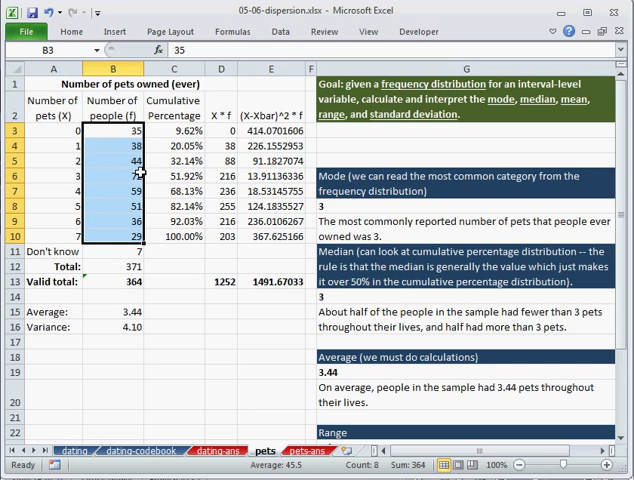 05-06-dispersion.xlsx - Microsoft Excel
File Home Insert Page Layout Formulas Data Review View Developer
B3 fx 35
A B C D E F G
1 Number of pets owned (ever)
Goal: given a frequency distribution for an interval-level
variable, calculate and interpret the mode, median, mean,
range, and standard deviation.
2 Number of pets (X) Number of people (f) Cumulative Percentage X * f (X-Xbar)^2 * f
3 0 35 9.62% 0 414.0701606
4 1 38 20.05% 38 226.1552953
5 2 44 32.14% 88 91.1827074
6 3 51.92% 216 13.91136336
Mode (we can read the most common category from the
frequency distribution)
7 4 59 68.13% 236 18.53145755
8 5 51 82.14% 255 124.1835527 3
9 6 36 92.03% 216 236.0106267
The most commonly reported number of pets that people ever
owned was 3.
10 7 29 100.00% 203 367.625166
11 Don't know 7
Median (can look at cumulative percentage distribution -- the
rule is that the median is generally the value which just makes
it over 50% in the cumulative percentage distribution).
12 Total: 371
13 Valid total: 364 1252 1491.67033
14 3
15 Average: 3.44
About half of the people in the sample had fewer than 3 pets
throughout their lives, and half had more than 3 pets.
16 Variance: 4.10
17
18 Average (we must do calculations)
19 3.44
20 On average, people in the sample had 3.44 pets throughout
their lives.
21
22 Range
dating dating-codebook dating-ans pets pets-ans
Ready Average: 45.5 Count: 8 Sum: 364 100%